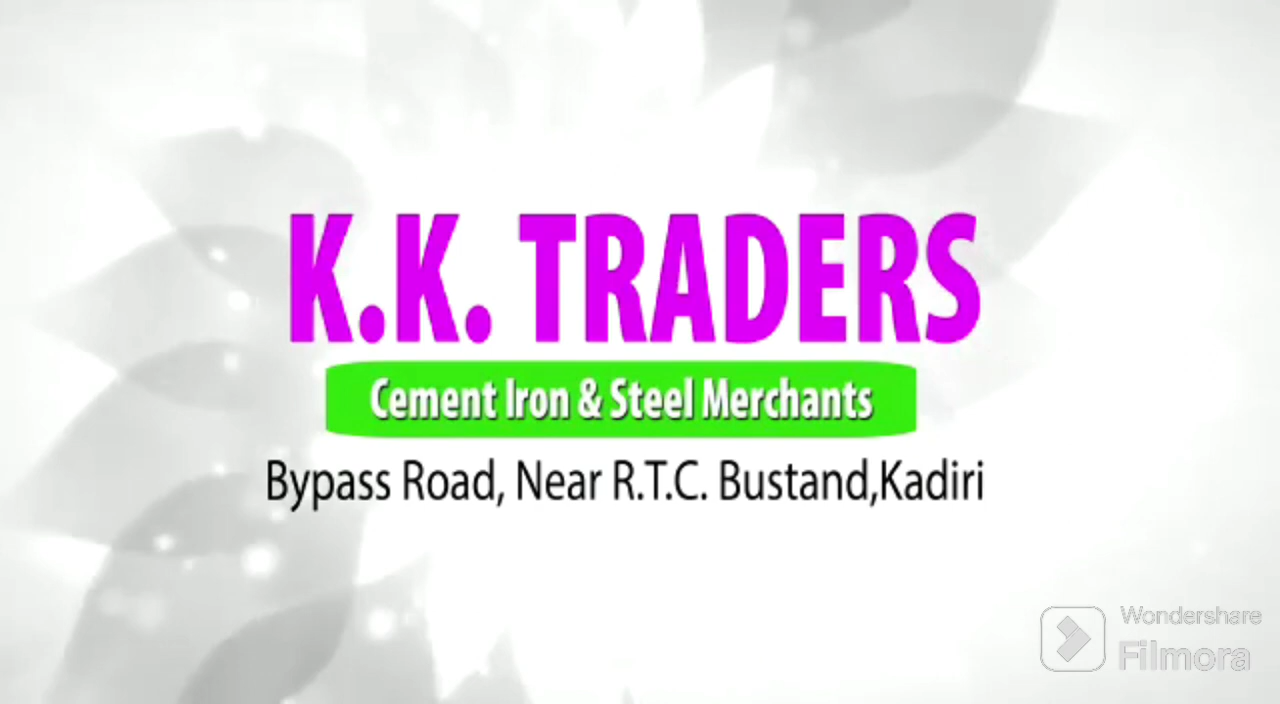 K.K. TRADERS
Cement Iron & Steel Merchants
Bypass Road, Near R.T.C. Bustand,Kadiri
Wondershare
Filmora